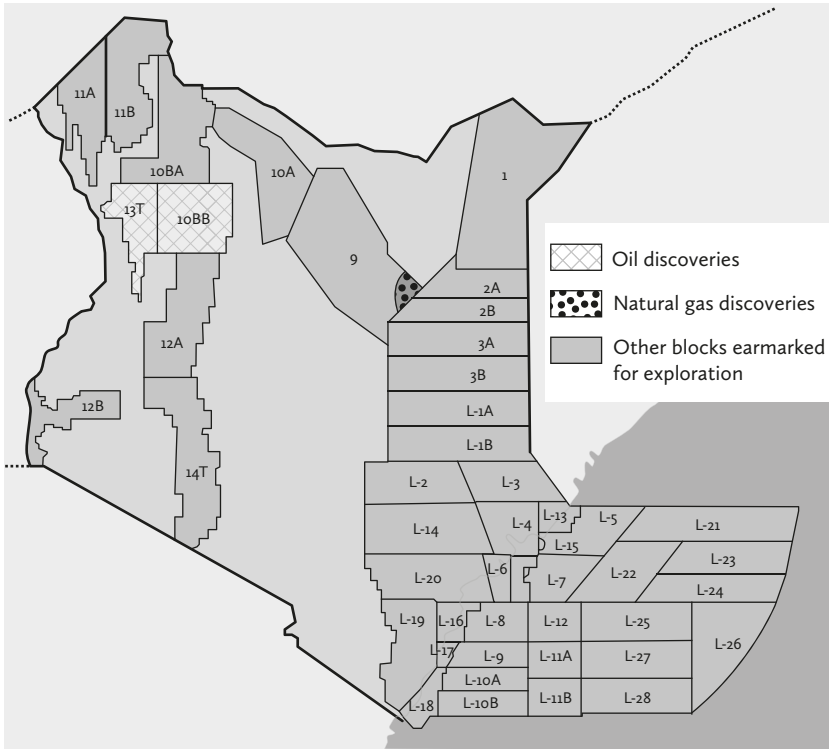 11A
11B
10BA
10A
1
13T
10BB
9
2A
2B
12A
3A
3B
12B
L-1A
L-1B
14T
L-2
L-3
L-14
L-4
L-13
L-5
L-21
L-15
L-20
L-6
L-7
L-22
L-23
L-24
L-19
L-16
L-8
L-12
L-25
L-26
L-17
L-9
L-11A
L-27
L-10A
L-18
L-10B
L-11B
L-28
Oil discoveries
Natural gas discoveries
Other blocks earmarked
for exploration